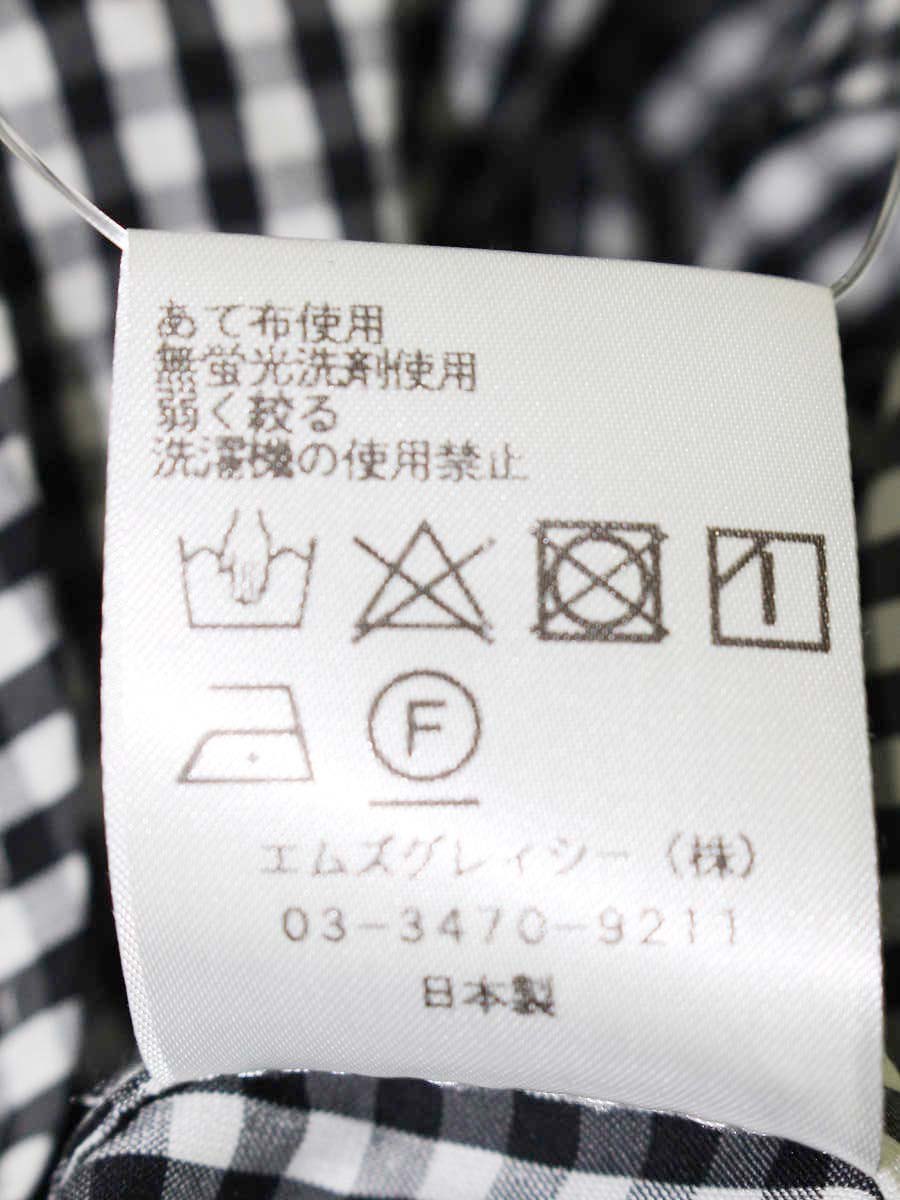 あて布使用
無蛍光洗剤使用
弱く絞る
洗濯機の使用禁止
F
エムズグレィシー（株）
03-3470-9211
日本製